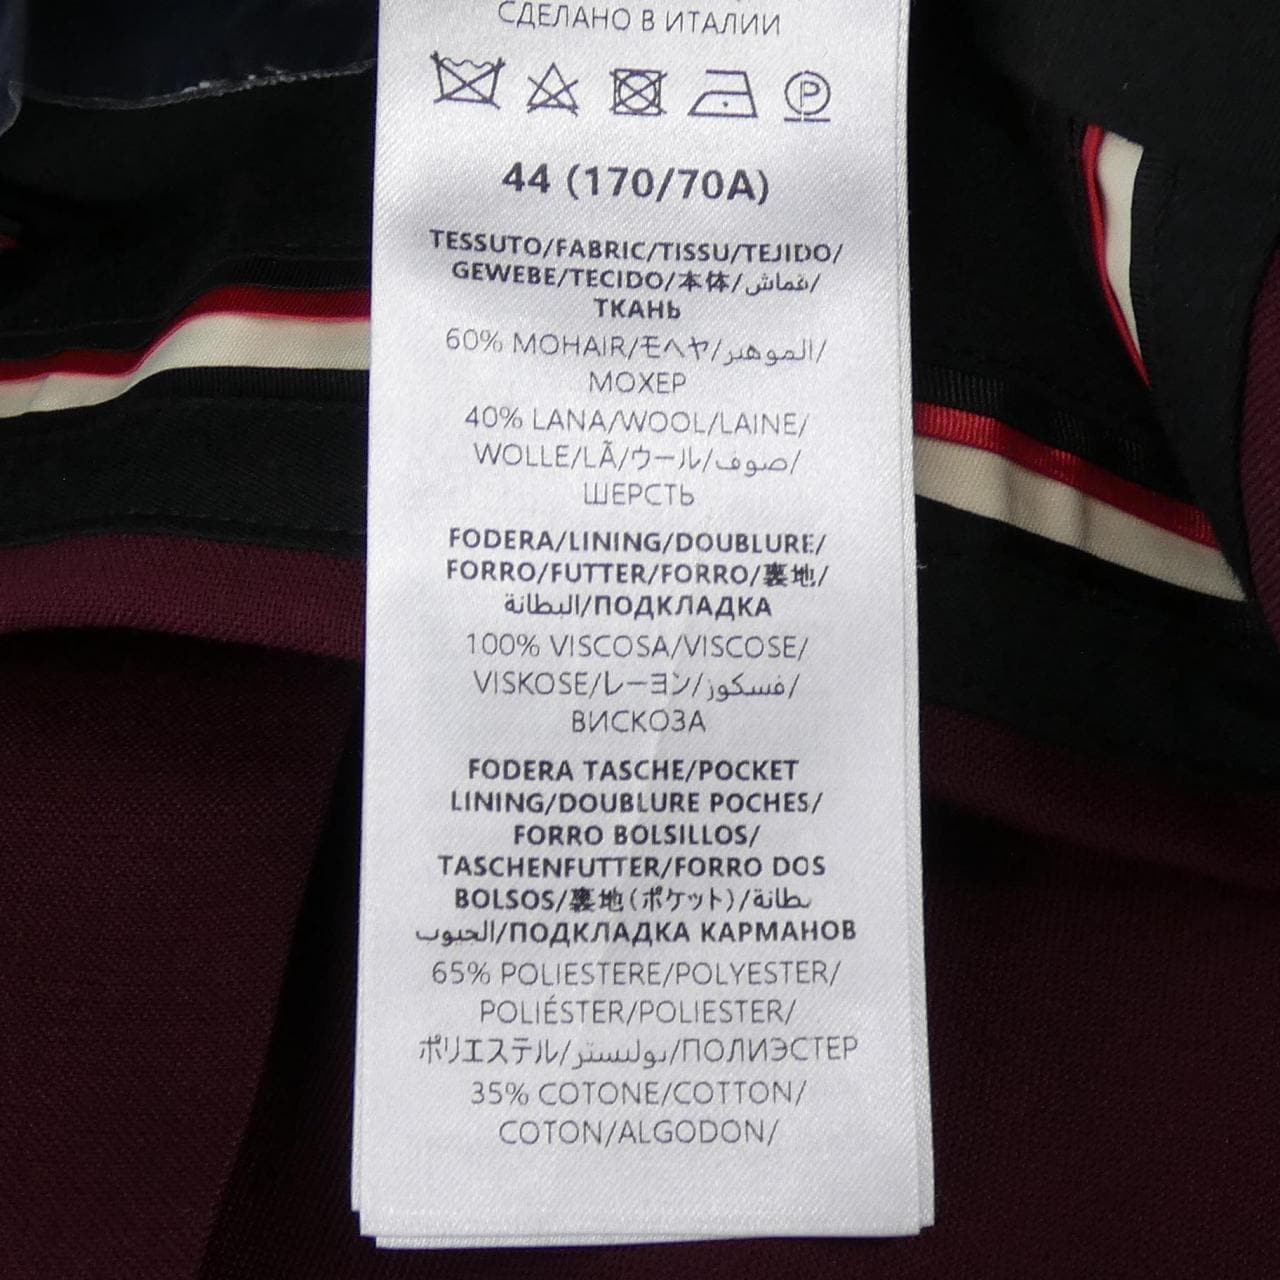 СДЕЛАНО В ИТАЛИИ
P
44 (170/70A)
TESSUTO/FABRIC/TISSU/TEJIDO/
GEWEBE/TECIDO/本体/قماش/
ТКАНЬ
60% MOHAIR/モヘヤ/الموهير/
МОХЕР
40% LANA/WOOL/LAINE/
WOLLE/LÃ/ウール/صوف/
ШЕРСТЬ
FODERA/LINING/DOUBLURE/
FORRO/FUTTER/FORRO/裏地/
البطانة/ПОДКЛАДКА
100% VISCOSA/VISCOSE/
VISKOSE/レーヨン/فسكوز/
ВИСКОЗА
FODERA TASCHE/POCKET
LINING/DOUBLURE POCHES/
FORRO BOLSILLOS/
TASCHENFUTTER/FORRO DOS
BOLSOS/裏地(ポケット)/بطانة
الجيوب/ПОДКЛАДКА КАРМАНОВ
65% POLIESTERE/POLYESTER/
POLIÉSTER/POLIESTER/
ポリエステル/بوليستر/ПОЛИЭСТЕР
35% COTONE/COTTON/
COTON/ALGODON/